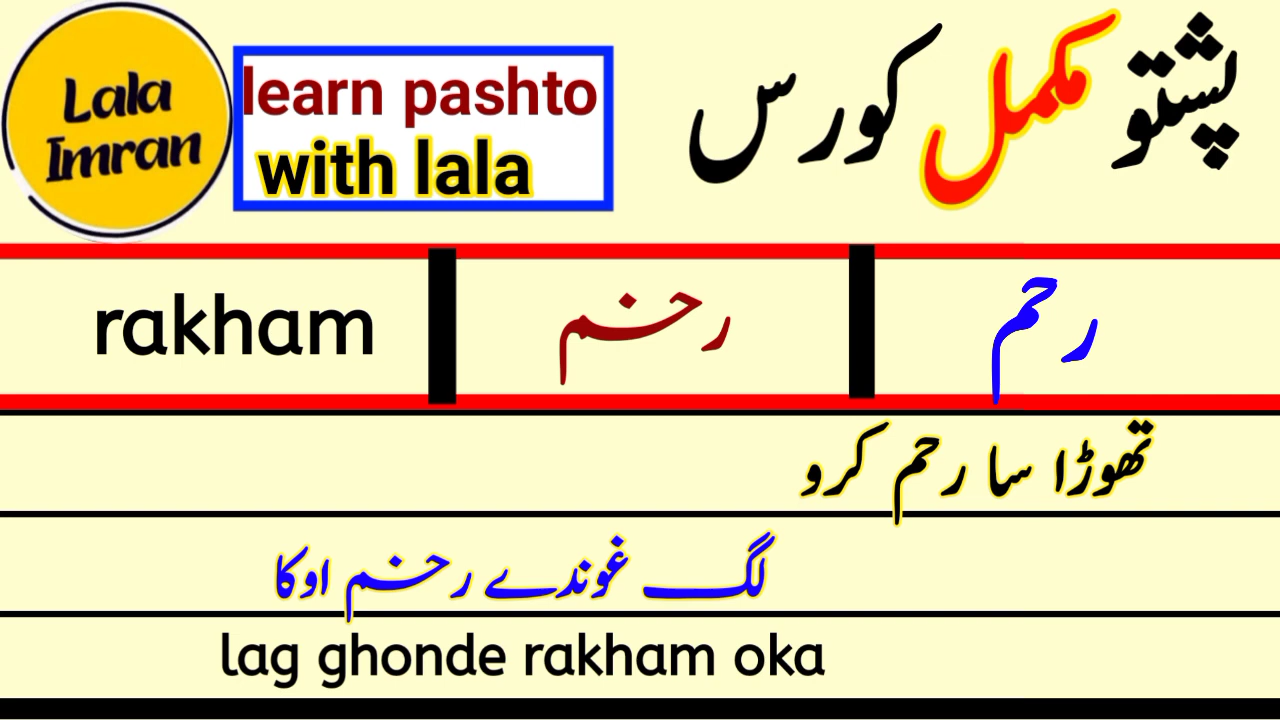 Lala
Imran
learn pashto
with lala
پشتو مکمل کورس
رحم
رخم
rakham
تھوڑا سا رحم کرو
لگ غوندے رخم اوکا
lag ghonde rakham oka